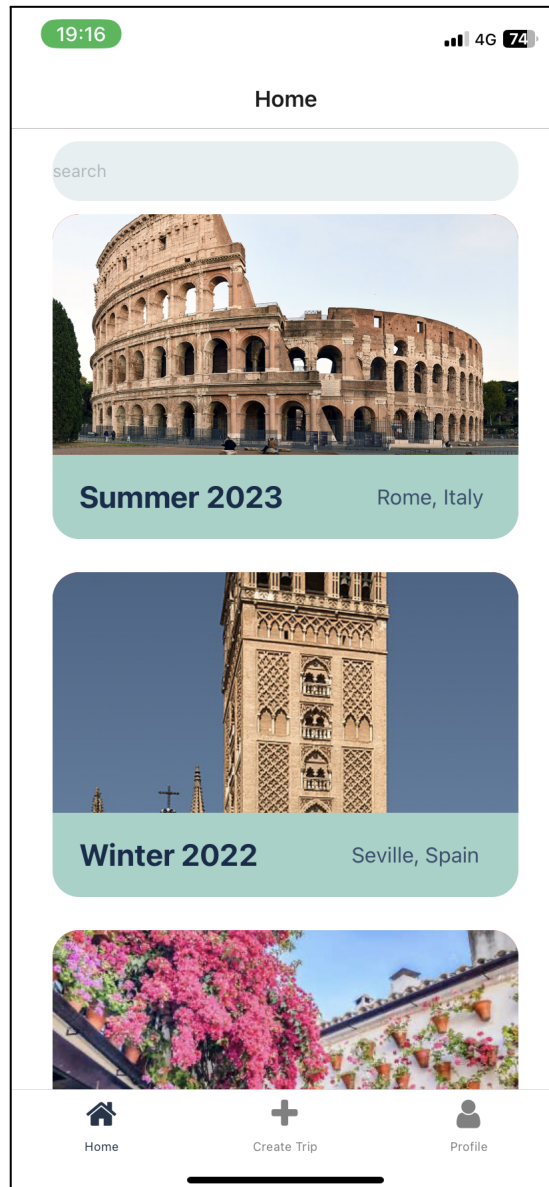 19:16 4G 74
Home
search
Summer 2023 Rome, Italy
Winter 2022 Seville, Spain
Home Create Trip Profile